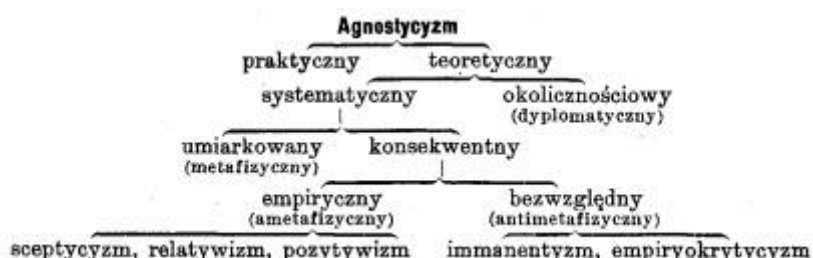 Agnostycyzm
praktyczny teoretyczny
systematyczny okolicznościowy
(dyplomatyczny)
umiarkowany konsekwentny
(metafizyczny)
empiryczny bezwzględny
(ametafizyczny) (antimetafizyczny)
sceptycyzm, relatywizm, pozytywizm immanentyzm, empiryokrytycyzm